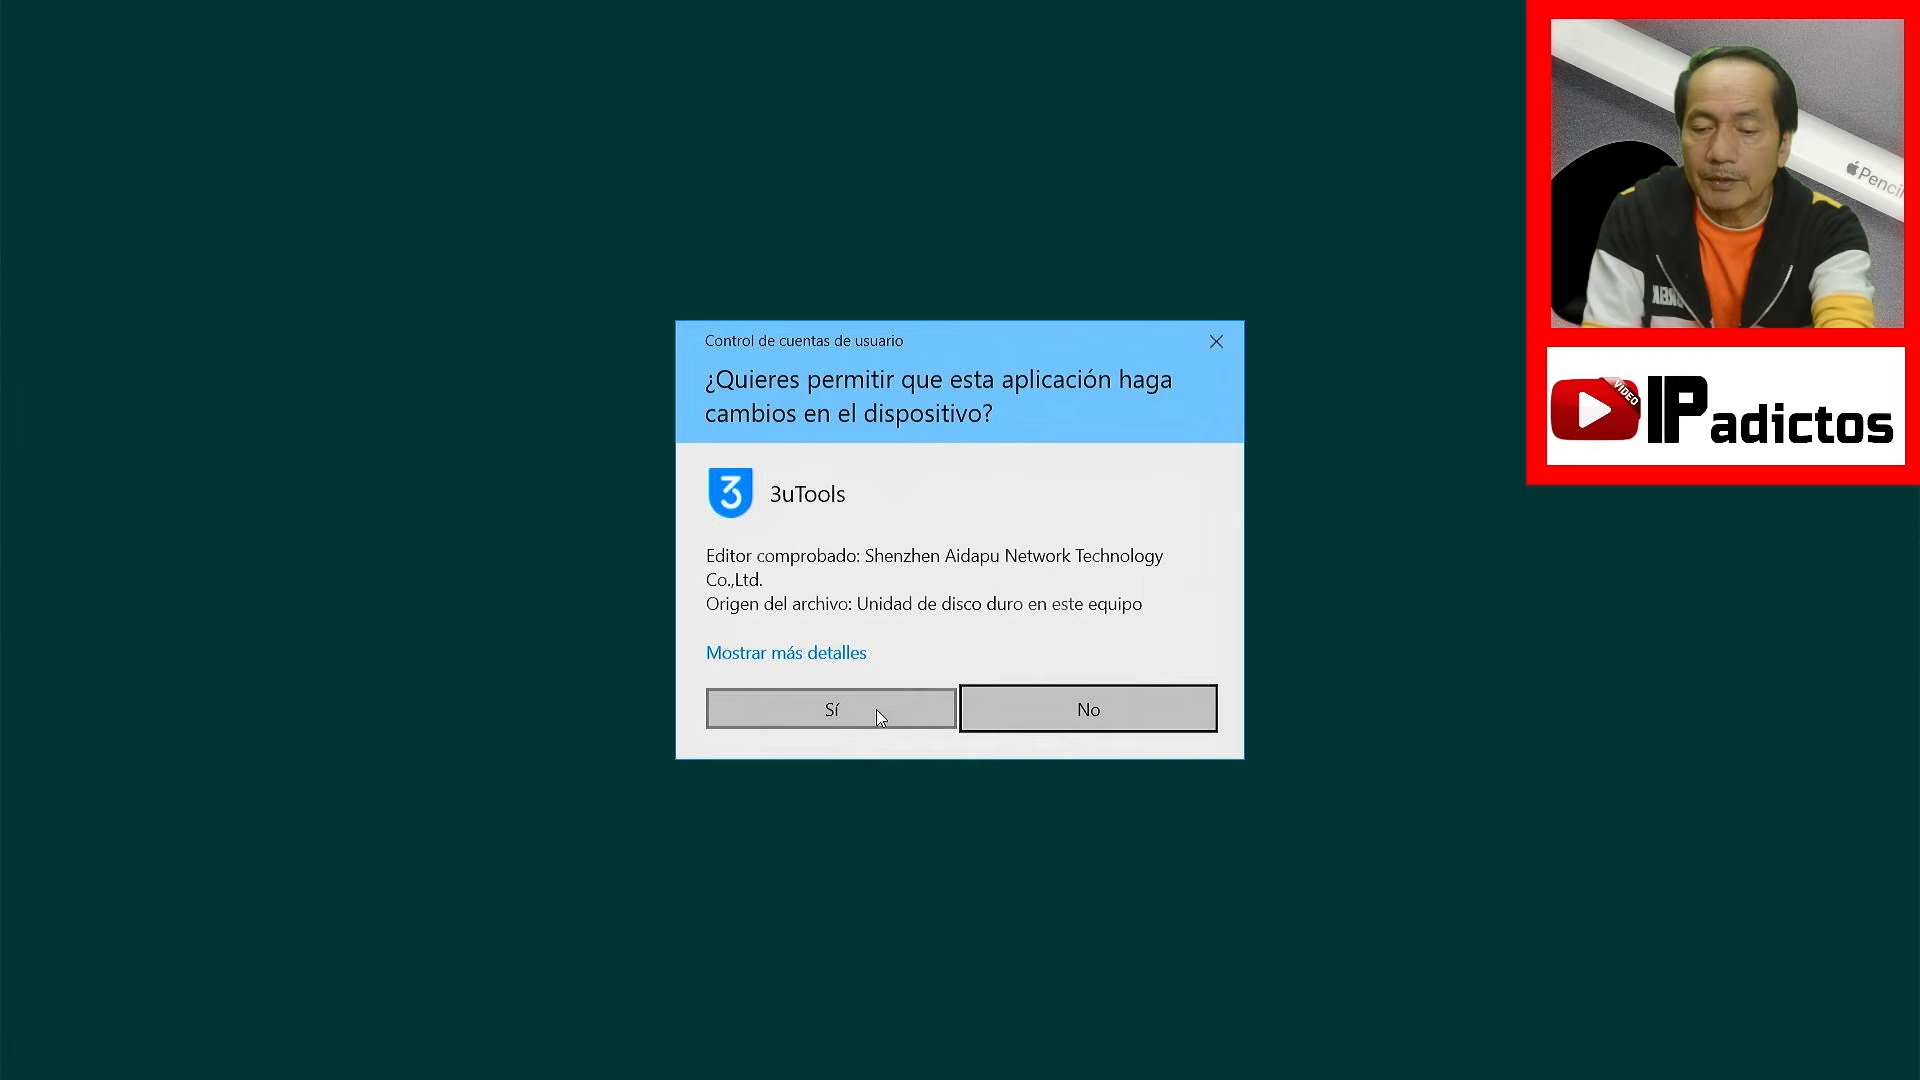 Control de cuentas de usuario
¿Quieres permitir que esta aplicación haga
cambios en el dispositivo?
3uTools
Editor comprobado: Shenzhen Aidapu Network Technology
Co.,Ltd.
Origen del archivo: Unidad de disco duro en este equipo
Mostrar más detalles
Sí
No
Pencil
VIDEO
IPadictos